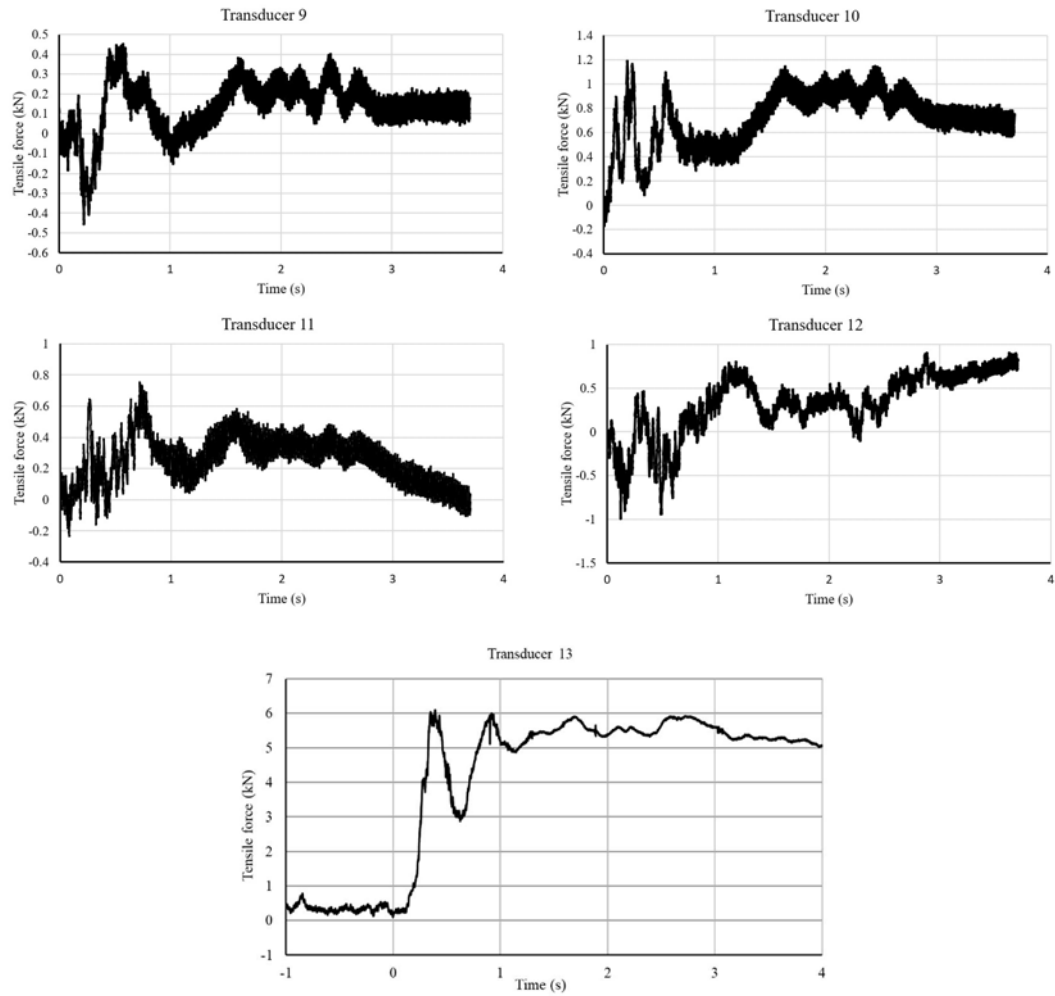 Transducer 9
Tensile force (kN)
0.5
0.4
0.3
0.2
0.1
0
-0.1
-0.2
-0.3
-0.4
-0.5
-0.6
0 1 2 3 4
Time (s)
Transducer 10
Tensile force (kN)
1.4
1.2
1
0.8
0.6
0.4
0.2
0
-0.2
-0.4
0 1 2 3 4
Time (s)
Transducer 11
Tensile force (kN)
1
0.8
0.6
0.4
0.2
0
-0.2
-0.4
0 1 2 3 4
Time (s)
Transducer 12
Tensile force (kN)
1
0.5
0
-0.5
-1
-1.5
0 1 2 3 4
Time (s)
Transducer 13
Tensile force (kN)
7
6
5
4
3
2
1
0
-1
-1 0 1 2 3 4
Time (s)